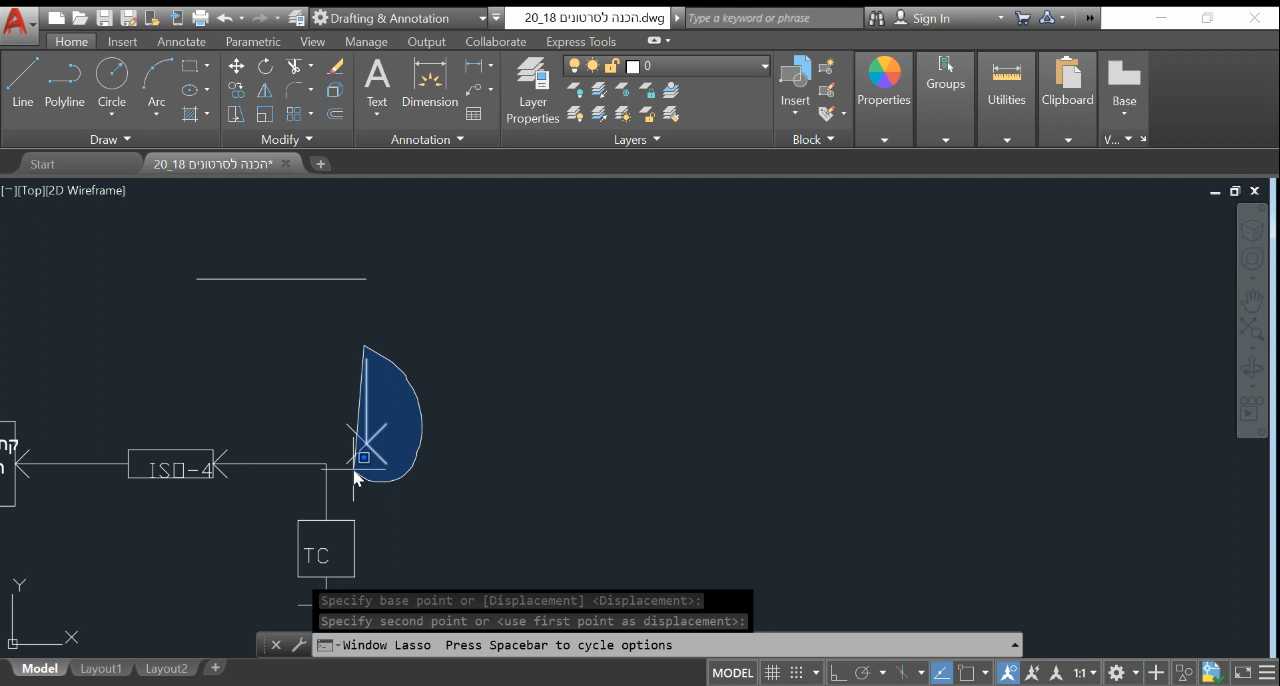 Drafting & Annotation
הכנה לסרטונים 18_20.dwg
Type a keyword or phrase
Sign In
Home Insert Annotate Parametric View Manage Output Collaborate Express Tools
Line Polyline Circle Arc
Text Dimension
Layer Properties
0
Insert
Properties
Groups
Utilities
Clipboard
Base
Draw Modify Annotation Layers Block V...
Start
הכנה לסרטונים 18_20*
[−][Top][2D Wireframe]
ISO-4
TC
Y
X
Specify base point or [Displacement] <Displacement>:
Specify second point or <use first point as displacement>:
Window Lasso Press Spacebar to cycle options
Model Layout1 Layout2
MODEL
1:1